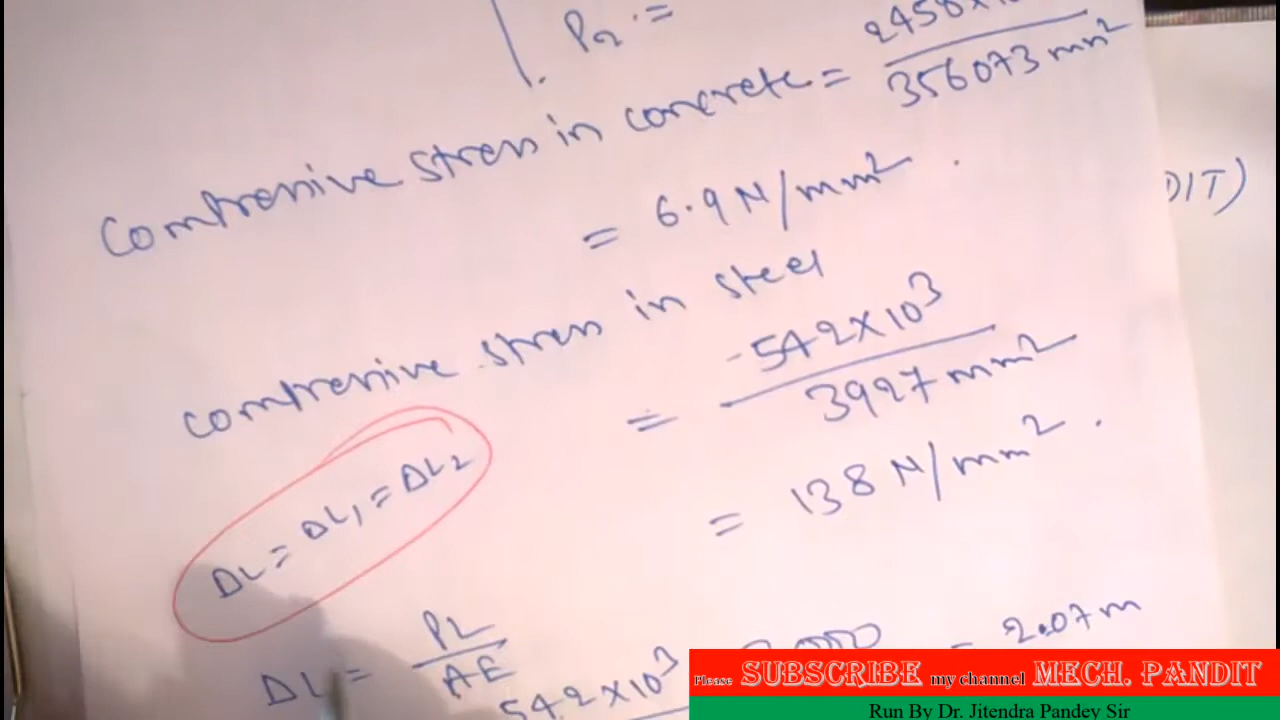 P2 =
Compressive stress in concrete = 2458×10
356073 mm²
= 6.9 N/mm²
DIT)
Compressive stress in steel
= 542×10³
3927 mm²
= 138 N/mm²
ΔL = ΔL1 = ΔL2
ΔL = PL
AE
542×10³
= 2.07 m
Please SUBSCRIBE my channel MECH. PANDIT
Run By Dr. Jitendra Pandey Sir